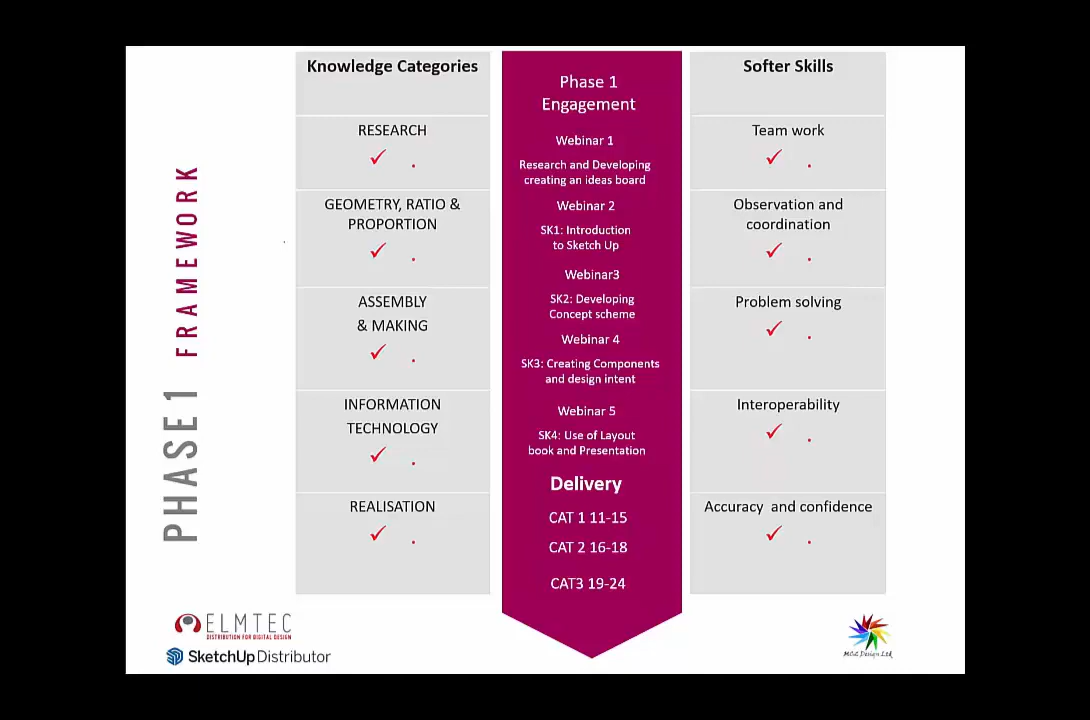 PHASE 1 FRAMEWORK
Knowledge Categories
RESEARCH
GEOMETRY, RATIO &
PROPORTION
ASSEMBLY
& MAKING
INFORMATION
TECHNOLOGY
REALISATION
Phase 1
Engagement
Webinar 1
Research and Developing
creating an ideas board
Webinar 2
SK1: Introduction
to Sketch Up
Webinar3
SK2: Developing
Concept scheme
Webinar 4
SK3: Creating Components
and design intent
Webinar 5
SK4: Use of Layout
book and Presentation
Delivery
CAT 1 11-15
CAT 2 16-18
CAT3 19-24
Softer Skills
Team work
Observation and
coordination
Problem solving
Interoperability
Accuracy and confidence
ELMTEC
DISTRIBUTION FOR DIGITAL DESIGN
SketchUp Distributor
MCL Design Ltd